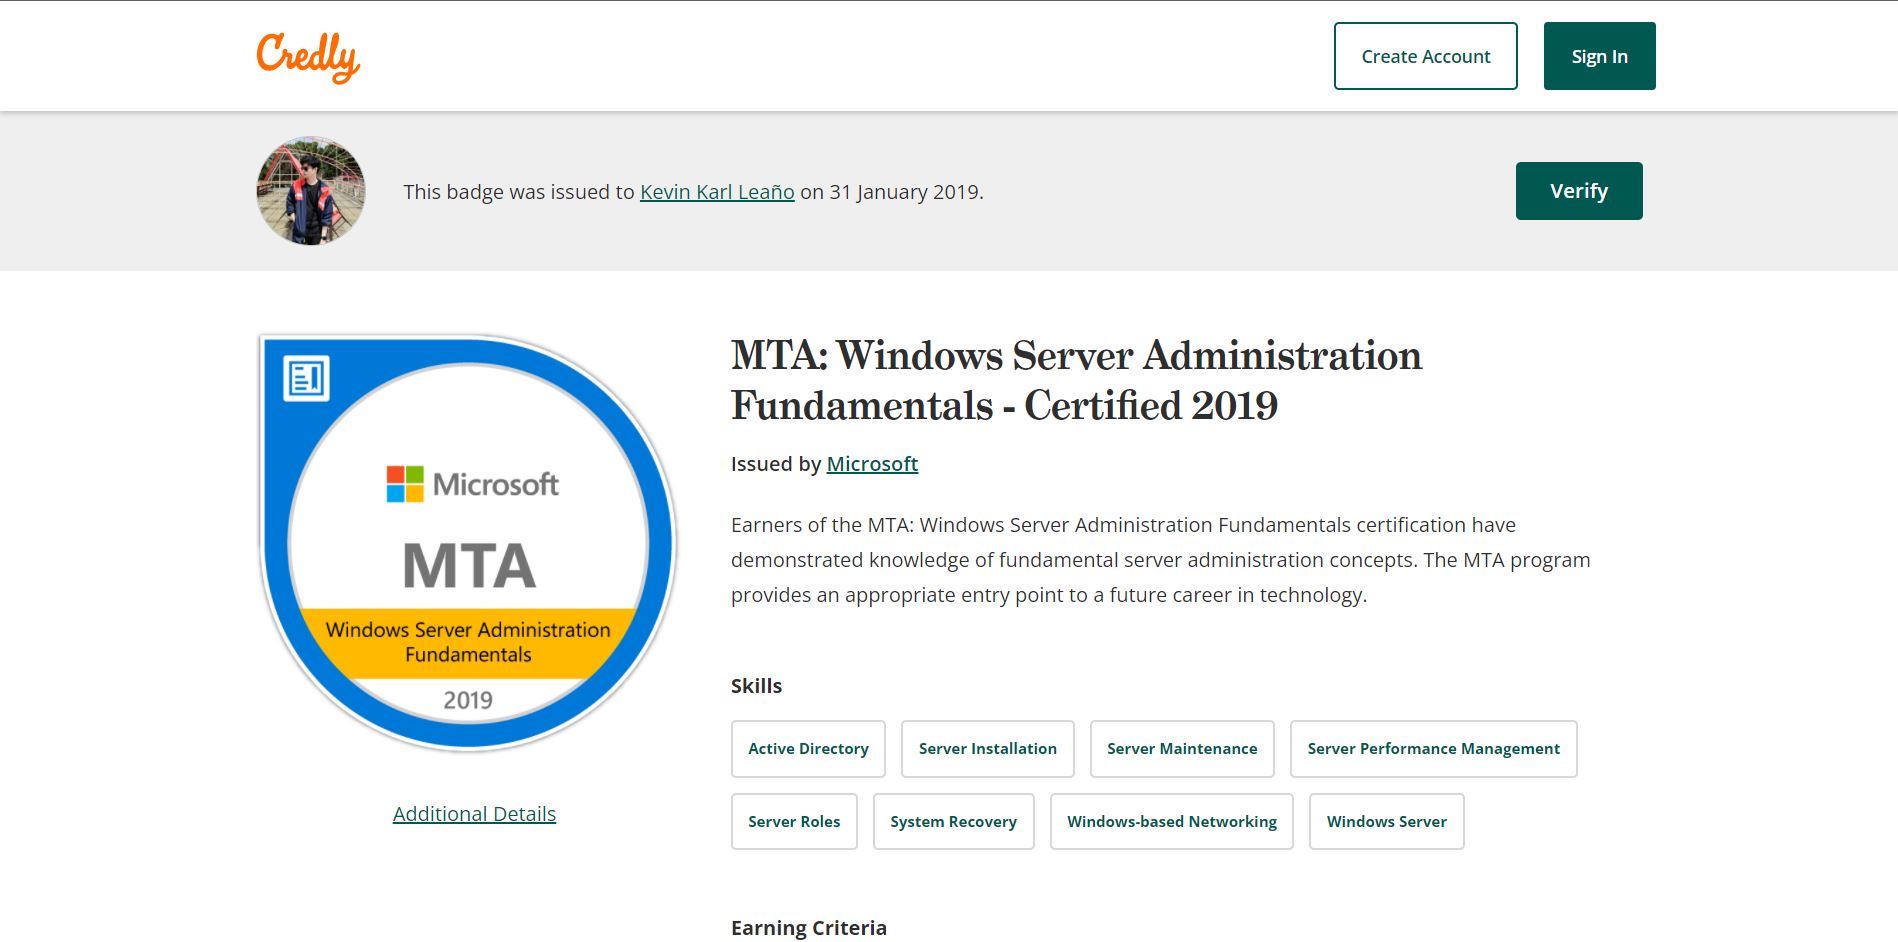 Credly
Create Account
Sign In
This badge was issued to Kevin Karl Leaño on 31 January 2019.
Verify
Microsoft
MTA
Windows Server Administration
Fundamentals
2019
Additional Details
MTA: Windows Server Administration
Fundamentals - Certified 2019
Issued by Microsoft
Earners of the MTA: Windows Server Administration Fundamentals certification have
demonstrated knowledge of fundamental server administration concepts. The MTA program
provides an appropriate entry point to a future career in technology.
Skills
Active Directory
Server Installation
Server Maintenance
Server Performance Management
Server Roles
System Recovery
Windows-based Networking
Windows Server
Earning Criteria